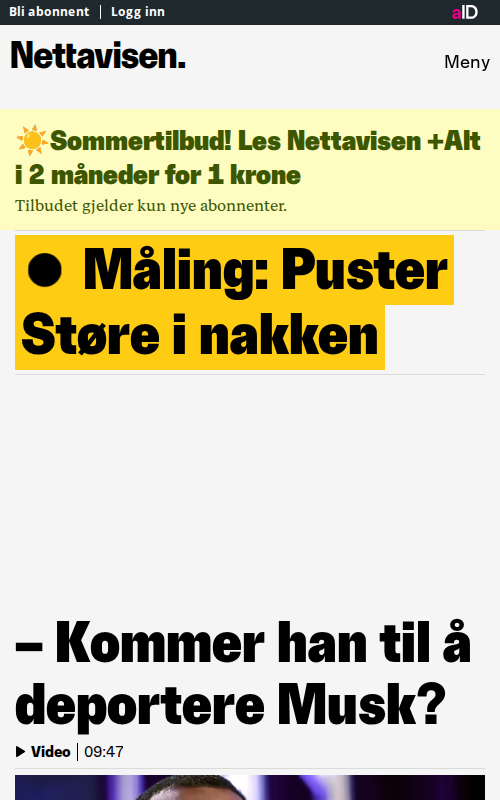 Bli abonnent | Logg inn
aID
Nettavisen.
Meny
☀️Sommertilbud! Les Nettavisen +Alt
i 2 måneder for 1 krone
Tilbudet gjelder kun nye abonnenter.
● Måling: Puster
Støre i nakken
– Kommer han til å
deportere Musk?
Video | 09:47